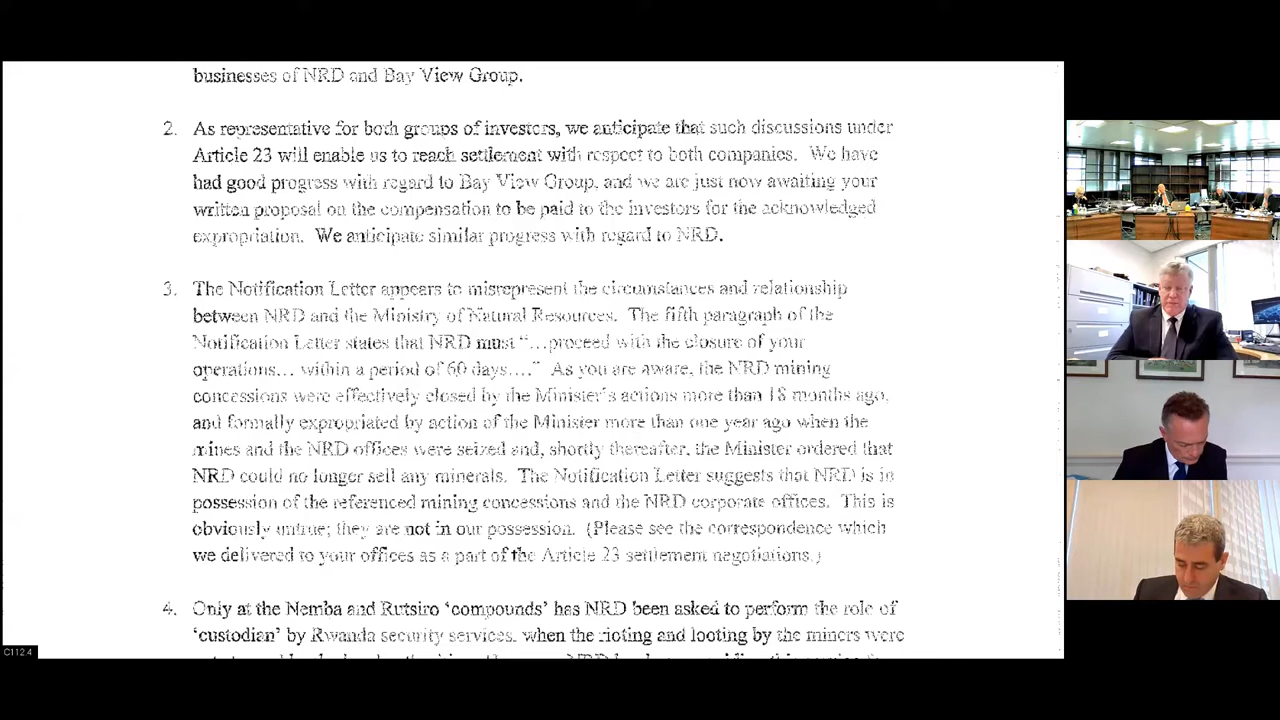 businesses of NRD and Bay View Group.
2. As representative for both groups of investors, we anticipate that such discussions under
Article 23 will enable us to reach settlement with respect to both companies. We have
had good progress with regard to Bay View Group, and we are just now awaiting your
written proposal on the compensation to be paid to the investors for the acknowledged
expropriation. We anticipate similar progress with regard to NRD.
3. The Notification Letter appears to misrepresent the circumstances and relationship
between NRD and the Ministry of Natural Resources. The fifth paragraph of the
Notification Letter states that NRD must “…proceed with the closure of your
operations… within a period of 60 days….” As you are aware, the NRD mining
concessions were effectively closed by the Minister's actions more than 18 months ago,
and formally expropriated by action of the Minister more than one year ago when the
mines and the NRD offices were seized and, shortly thereafter, the Minister ordered that
NRD could no longer sell any minerals. The Notification Letter suggests that NRD is in
possession of the referenced mining concessions and the NRD corporate offices. This is
obviously untrue; they are not in our possession. (Please see the correspondence which
we delivered to your offices as a part of the Article 23 settlement negotiations.)
4. Only at the Nemba and Rutsiro ‘compounds’ has NRD been asked to perform the role of
‘custodian’ by Rwanda security services, when the rioting and looting by the miners were
C112.4